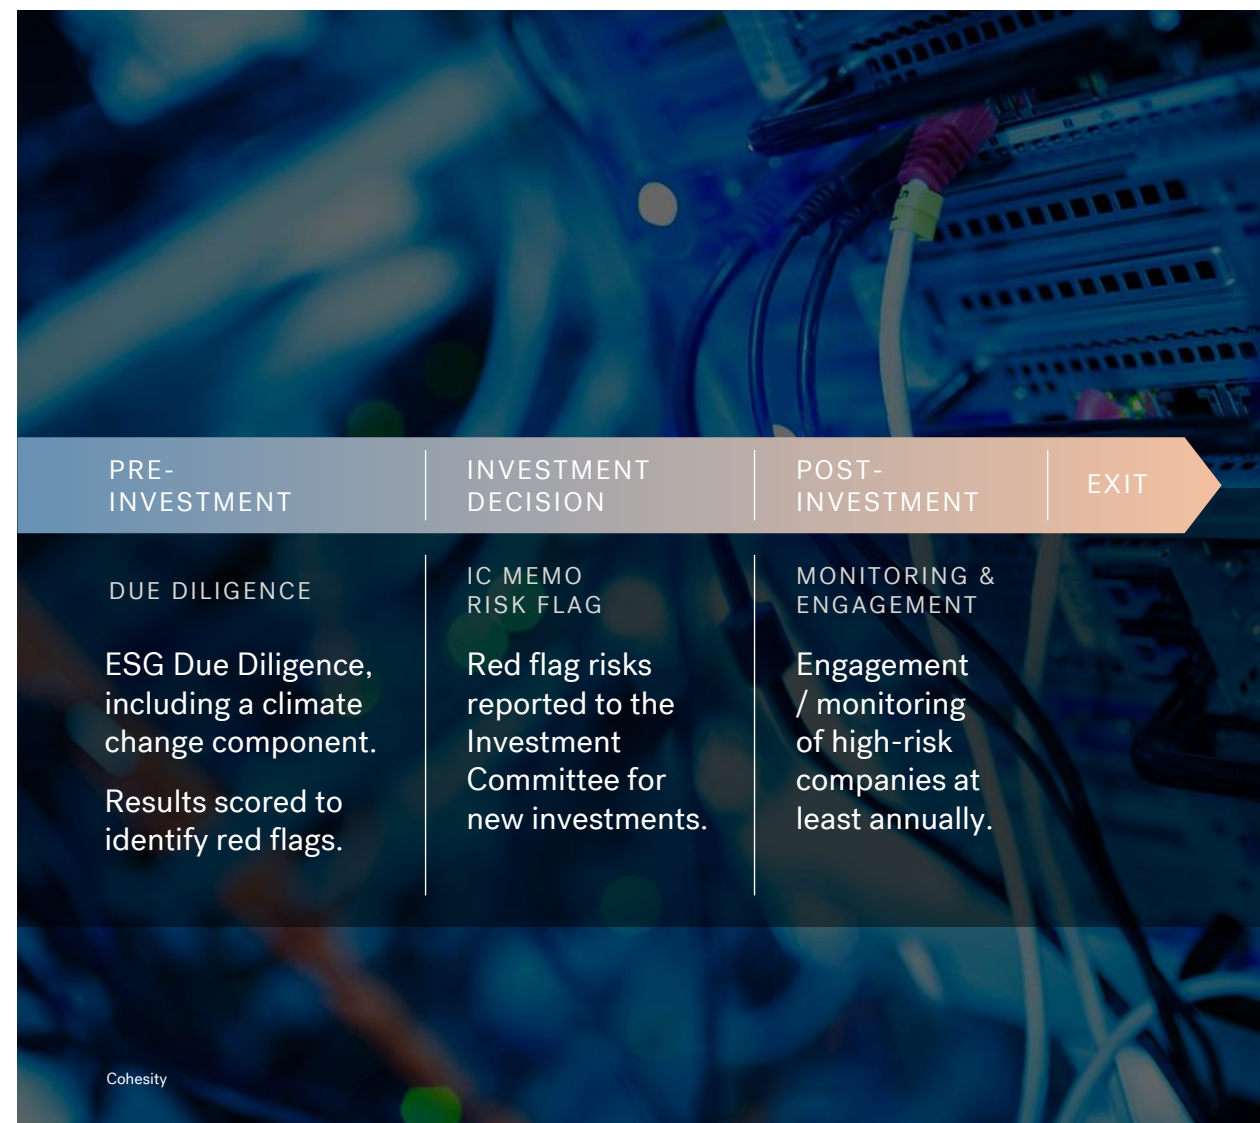 PRE-
INVESTMENT
INVESTMENT
DECISION
POST-
INVESTMENT
EXIT
DUE DILIGENCE
ESG Due Diligence,
including a climate
change component.
Results scored to
identify red flags.
IC MEMO
RISK FLAG
Red flag risks
reported to the
Investment
Committee for
new investments.
MONITORING &
ENGAGEMENT
Engagement
/ monitoring
of high-risk
companies at
least annually.
Cohesity